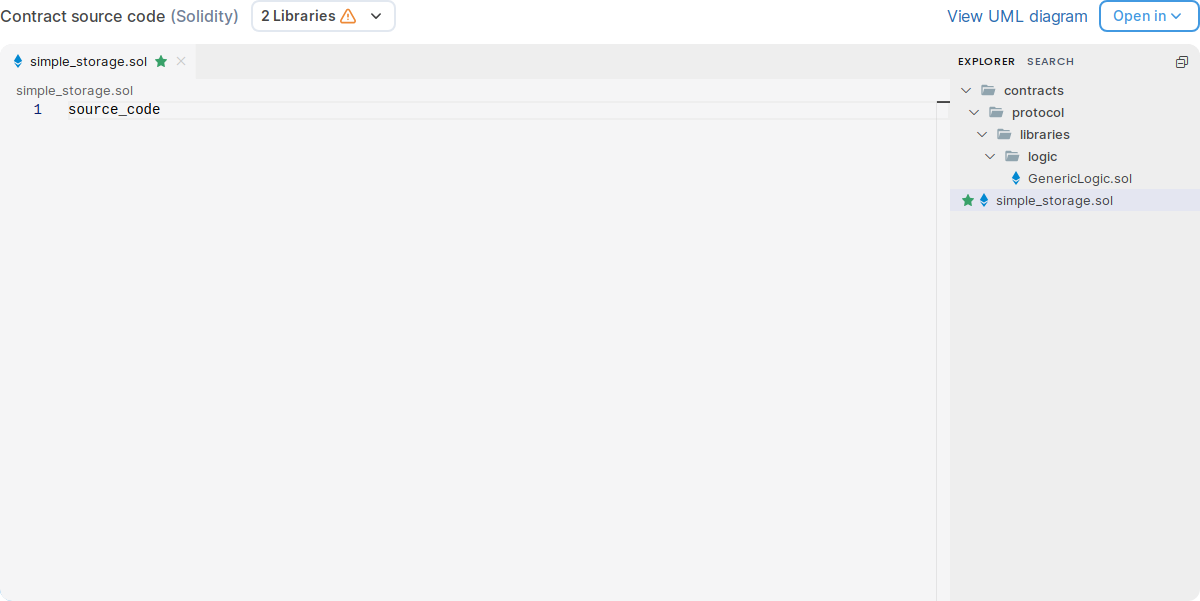 Contract source code (Solidity) 2 Libraries View UML diagram Open in
simple_storage.sol EXPLORER SEARCH
simple_storage.sol
1 source_code
contracts
protocol
libraries
logic
GenericLogic.sol
simple_storage.sol